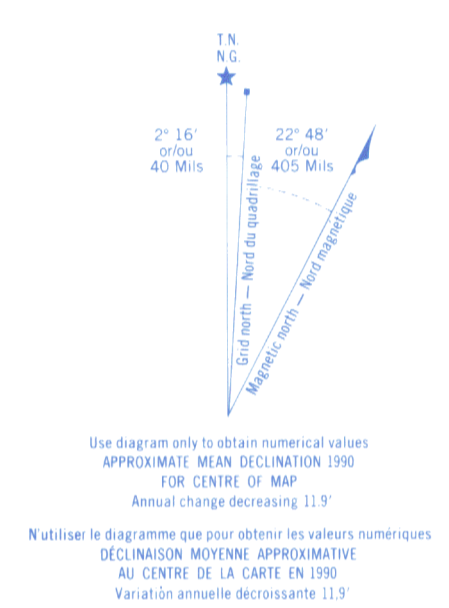 T.N.
N.G.
2° 16′
or/ou
40 Mils
22° 48′
or/ou
405 Mils
Grid north — Nord du quadrillage
Magnetic north — Nord magnetique
Use diagram only to obtain numerical values
APPROXIMATE MEAN DECLINATION 1990
FOR CENTRE OF MAP
Annual change decreasing 11.9′
N'utiliser le diagramme que pour obtenir les valeurs numériques
DÉCLINAISON MOYENNE APPROXIMATIVE
AU CENTRE DE LA CARTE EN 1990
Variation annuelle décroissante 11,9′